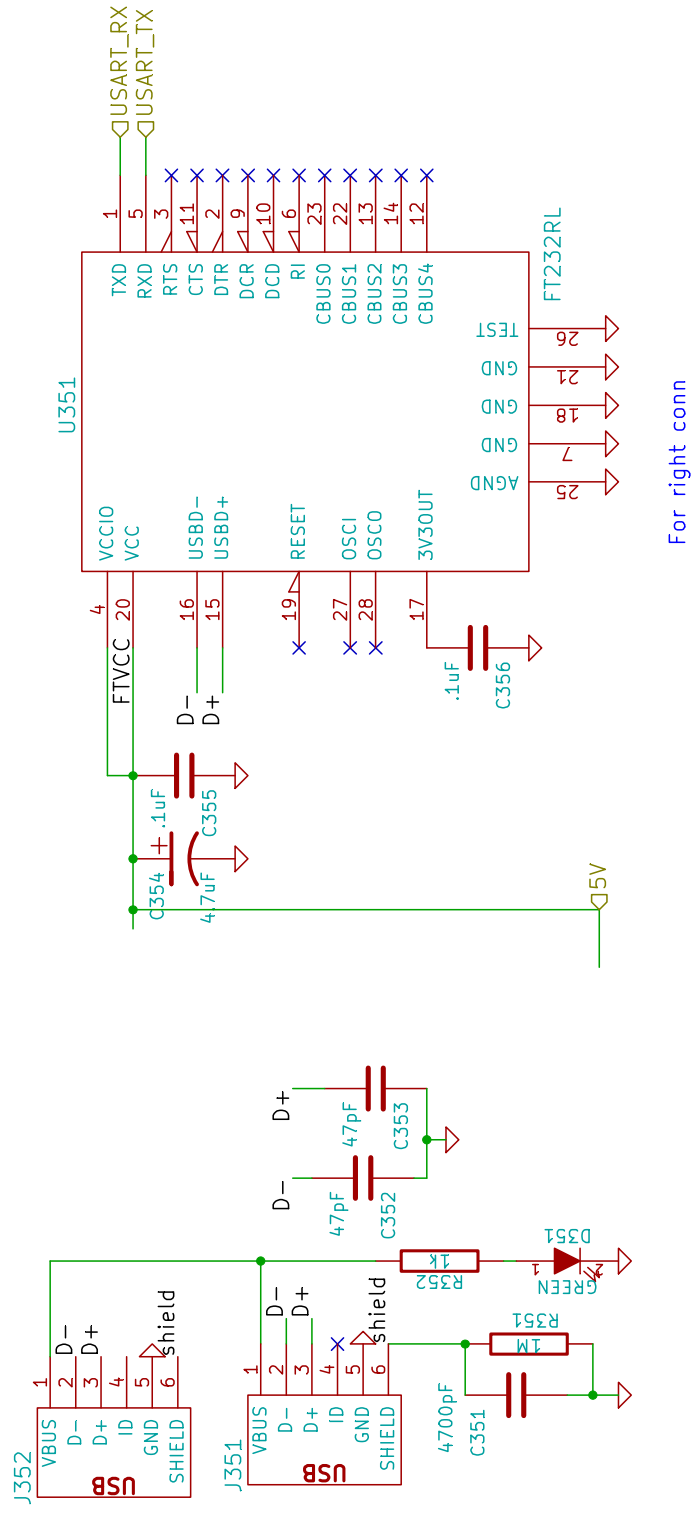 USART_RX
USART_TX
1
5
3
11
2
9
10
6
23
22
13
14
12
TXD
RXD
RTS
CTS
DTR
DCR
DCD
RI
CBUS0
CBUS1
CBUS2
CBUS3
CBUS4
FT232RL
U351
TEST
26
GND
21
GND
18
GND
7
AGND
25
For right conn
VCCIO
VCC
USBD-
USBD+
RESET
OSCI
OSCO
3V3OUT
4
20
16
15
19
27
28
17
FTVCC
D-
D+
.1uF
C356
.1uF
C355
+
C354
4.7uF
5V
D+
47pF
C353
D-
47pF
C352
D351
1
2
GREEN
1k
R352
R351
1M
4700pF
C351
D-
D+
shield
1
2
3
4
5
6
VBUS
D-
D+
ID
GND
SHIELD
USB
J351
D-
D+
shield
1
2
3
4
5
6
VBUS
D-
D+
ID
GND
SHIELD
USB
J352